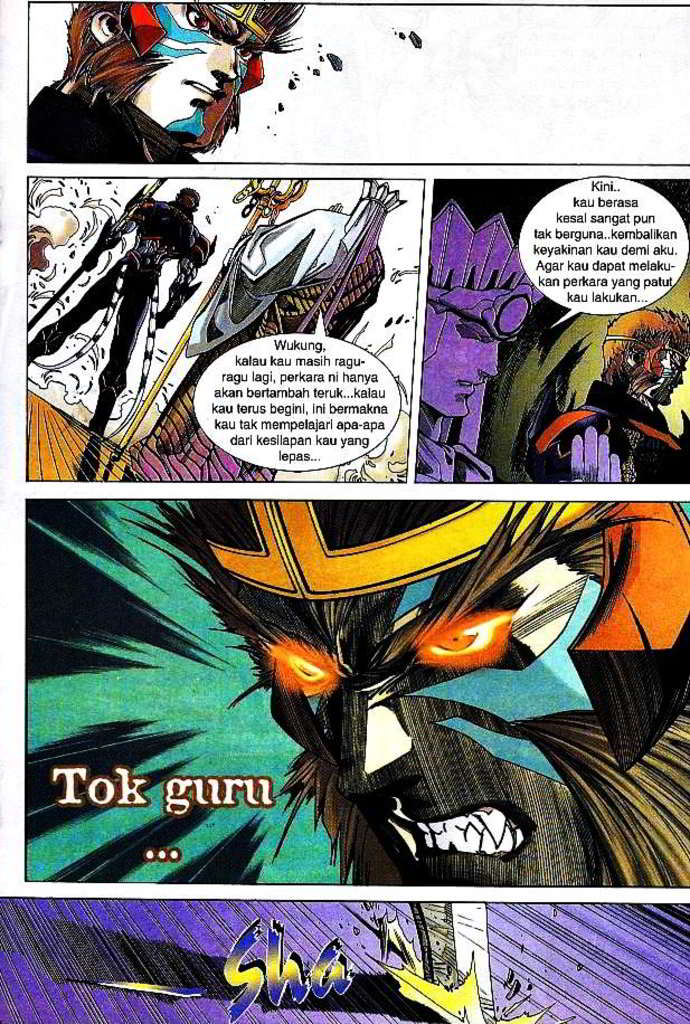 Wukung,
kalau kau masih ragu-
ragu lagi, perkara ni hanya
akan bertambah teruk...kalau
kau terus begini, ini bermakna
kau tak mempelajari apa-apa
dari kesilapan kau yang
lepas...
Kini..
kau berasa
kesal sangat pun
tak berguna..kembalikan
keyakinan kau demi aku.
Agar kau dapat melaku-
kan perkara yang patut
kau lakukan...
Tok guru
...
Sha